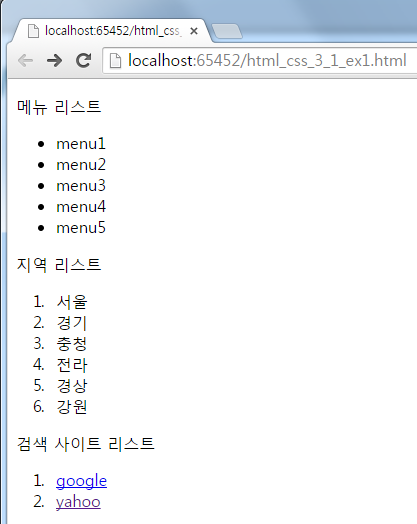 localhost:65452/html_css_
localhost:65452/html_css_3_1_ex1.html
메뉴 리스트
• menu1
• menu2
• menu3
• menu4
• menu5
지역 리스트
1. 서울
2. 경기
3. 충청
4. 전라
5. 경상
6. 강원
검색 사이트 리스트
1. google
2. yahoo